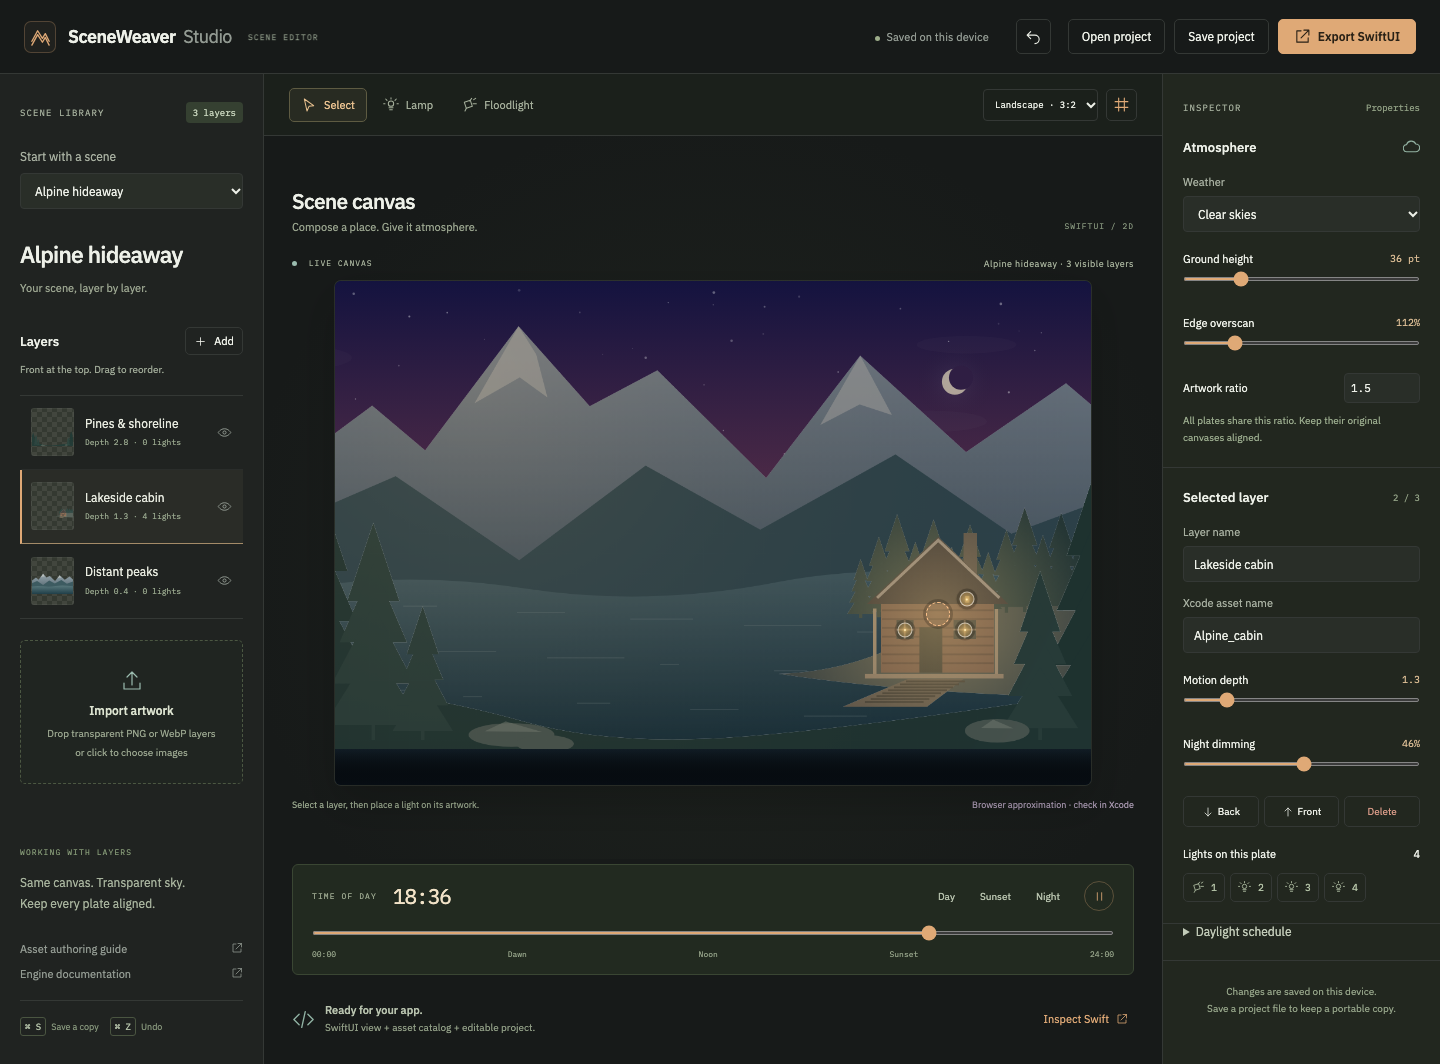 SceneWeaver Studio SCENE EDITOR
Saved on this device
Open project
Save project
Export SwiftUI
SCENE LIBRARY
3 layers
Start with a scene
Alpine hideaway
Alpine hideaway
Your scene, layer by layer.
Layers
Add
Front at the top. Drag to reorder.
Pines & shoreline
Depth 2.8 · 0 lights
Lakeside cabin
Depth 1.3 · 4 lights
Distant peaks
Depth 0.4 · 0 lights
Import artwork
Drop transparent PNG or WebP layers
or click to choose images
WORKING WITH LAYERS
Same canvas. Transparent sky.
Keep every plate aligned.
Asset authoring guide
Engine documentation
⌘ S Save a copy ⌘ Z Undo
Select
Lamp
Floodlight
Landscape · 3:2
Scene canvas
Compose a place. Give it atmosphere.
SWIFTUI / 2D
LIVE CANVAS
Alpine hideaway · 3 visible layers
Select a layer, then place a light on its artwork.
Browser approximation · check in Xcode
TIME OF DAY 18:36
Day
Sunset
Night
00:00
Dawn
Noon
Sunset
24:00
Ready for your app.
SwiftUI view + asset catalog + editable project.
Inspect Swift
INSPECTOR
Properties
Atmosphere
Weather
Clear skies
Ground height 36 pt
Edge overscan 112%
Artwork ratio 1.5
All plates share this ratio. Keep their original
canvases aligned.
Selected layer 2 / 3
Layer name
Lakeside cabin
Xcode asset name
Alpine_cabin
Motion depth 1.3
Night dimming 46%
Back
Front
Delete
Lights on this plate 4
1 2 3 4
Daylight schedule
Changes are saved on this device.
Save a project file to keep a portable copy.